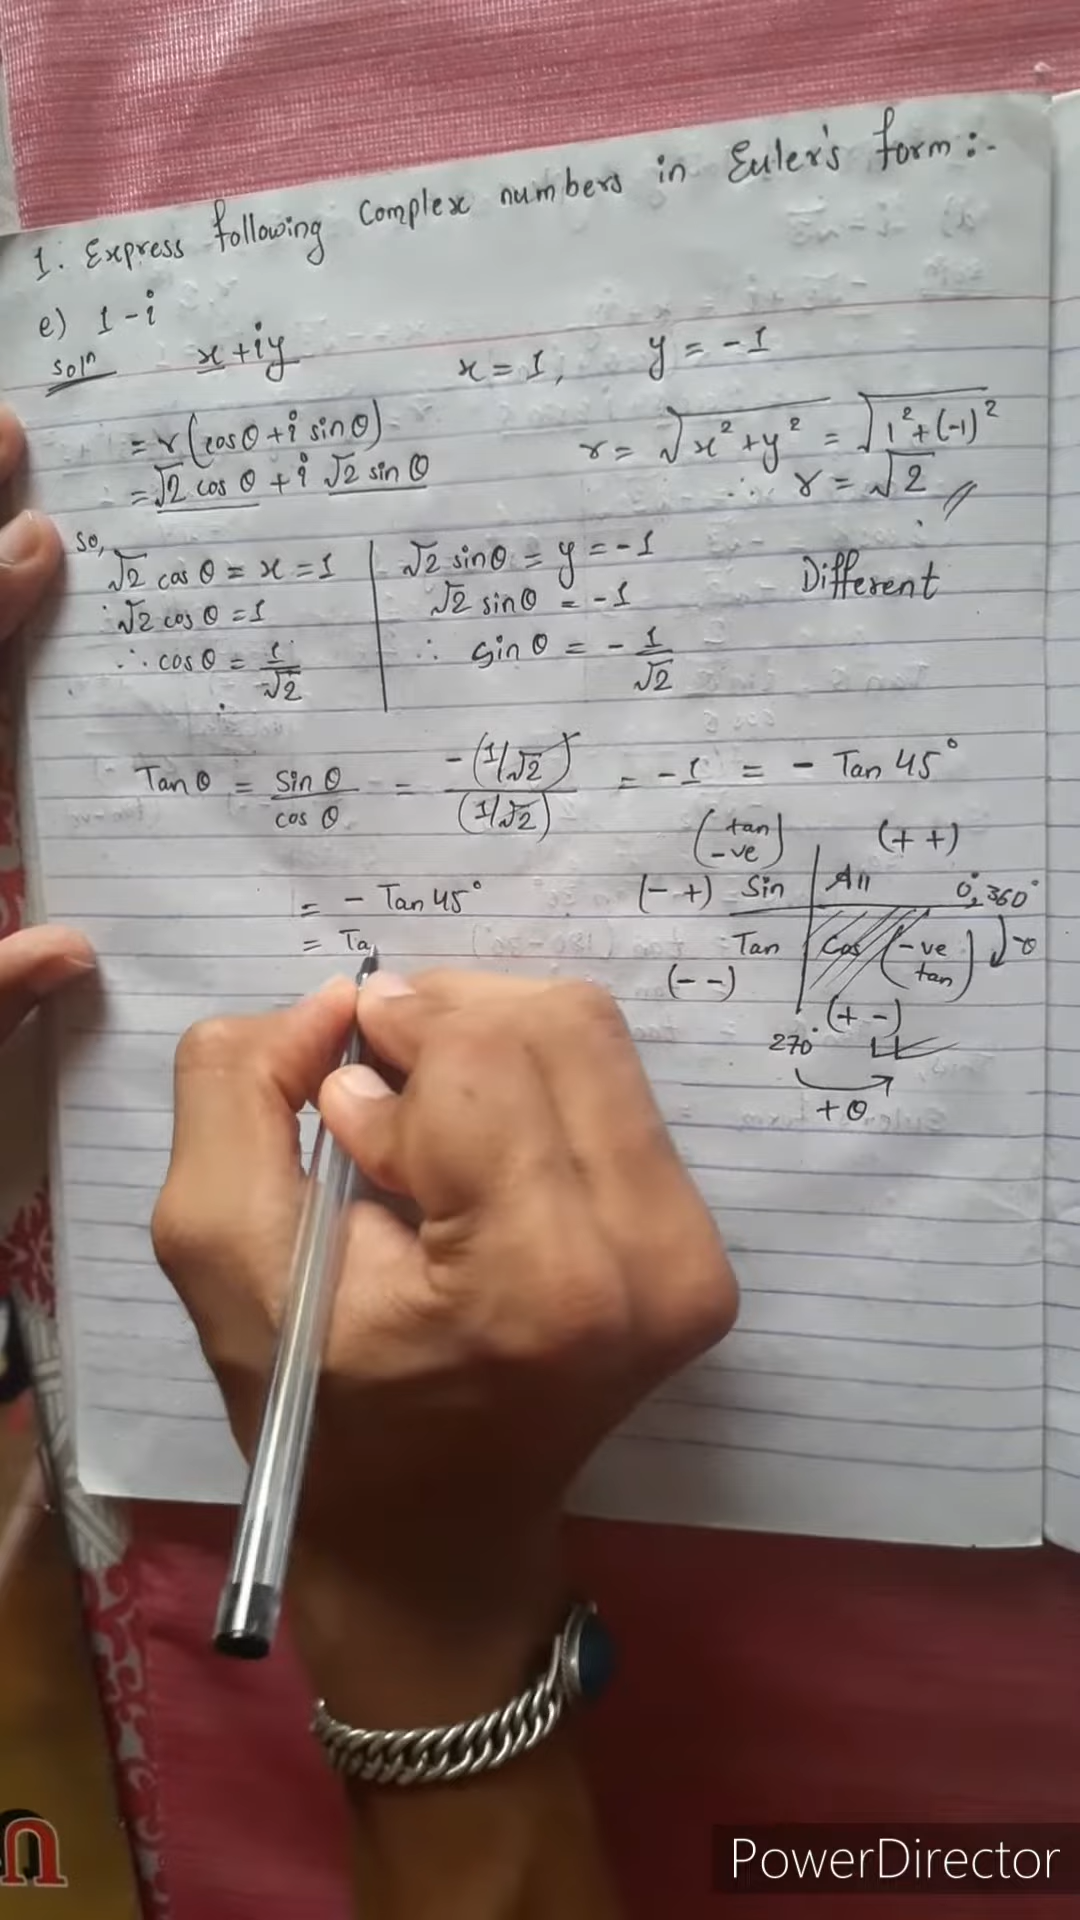 1. Express following Complex numbers in Euler's form :-
e) 1 - i
soln x + iy x = 1, y = -1
= r (cosθ + i sinθ) r = √x² + y² = √1² + (-1)²
= √2 cos θ + i √2 sin θ ∴ r = √2 //
so,
√2 cos θ = x = 1 √2 sin θ = y = -1 Different
∴ √2 cos θ = 1 √2 sin θ = -1
∴ cos θ = 1/√2 ∴ Sin θ = - 1/√2
Tan θ = Sin θ / cos θ = -(1/√2) / (1/√2) = -1 = - Tan 45°
(tan -ve) (+ +)
= - Tan 45° (- +) Sin All 0°, 360°
= Ta Tan Cos (-ve tan) -θ
(- -) (+ -)
270°
+ θ
PowerDirector
n